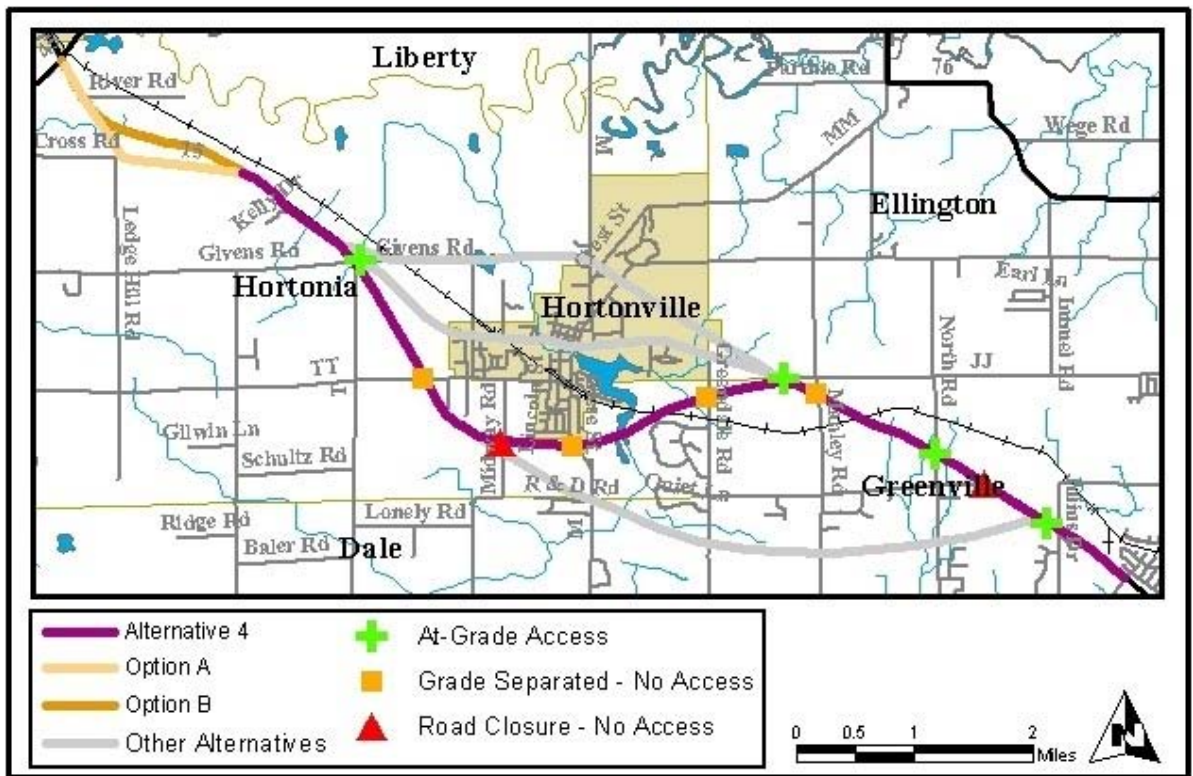 Liberty
River Rd
76
Cross Rd
15
M
MM
Wege Rd
Kelly Dr
Ellington
Ledge Hill Rd
Givens Rd
Givens Rd
Earl Ln
Hortonia
Hortonville
North Rd
TT
JJ
Greendale Rd
Gilwin Ln
Midway Rd
Schultz Rd
R & D Rd
Greenville
Ridge Rd
Lonely Rd
M
Baler Rd
Dale
Alternative 4
Option A
Option B
Other Alternatives
At-Grade Access
Grade Separated - No Access
Road Closure - No Access
0 0.5 1 2
Miles
N